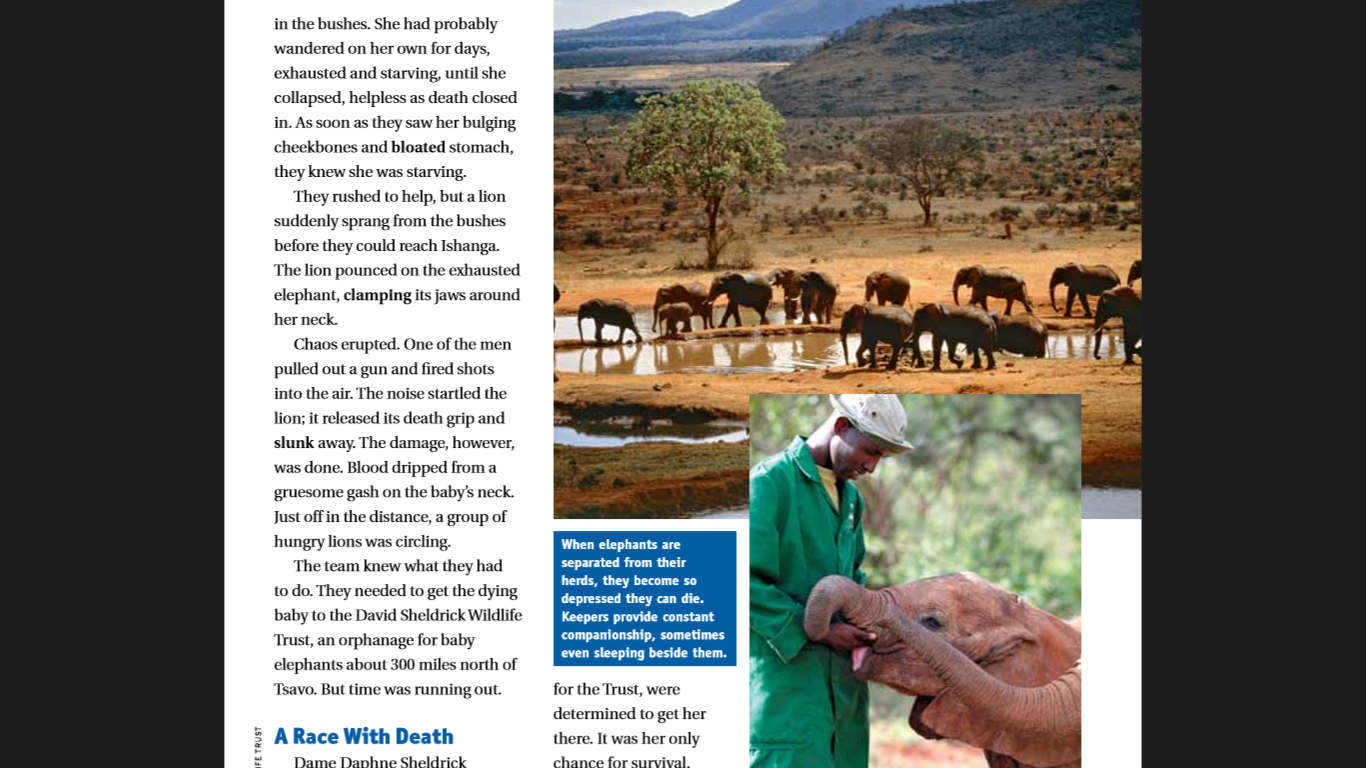 in the bushes. She had probably
wandered on her own for days,
exhausted and starving, until she
collapsed, helpless as death closed
in. As soon as they saw her bulging
cheekbones and bloated stomach,
they knew she was starving.
They rushed to help, but a lion
suddenly sprang from the bushes
before they could reach Ishanga.
The lion pounced on the exhausted
elephant, clamping its jaws around
her neck.
Chaos erupted. One of the men
pulled out a gun and fired shots
into the air. The noise startled the
lion; it released its death grip and
slunk away. The damage, however,
was done. Blood dripped from a
gruesome gash on the baby’s neck.
Just off in the distance, a group of
hungry lions was circling.
The team knew what they had
to do. They needed to get the dying
baby to the David Sheldrick Wildlife
Trust, an orphanage for baby
elephants about 300 miles north of
Tsavo. But time was running out.
A Race With Death
Dame Daphne Sheldrick
When elephants are
separated from their
herds, they become so
depressed they can die.
Keepers provide constant
companionship, sometimes
even sleeping beside them.
for the Trust, were
determined to get her
there. It was her only
chance for survival.
TRUST